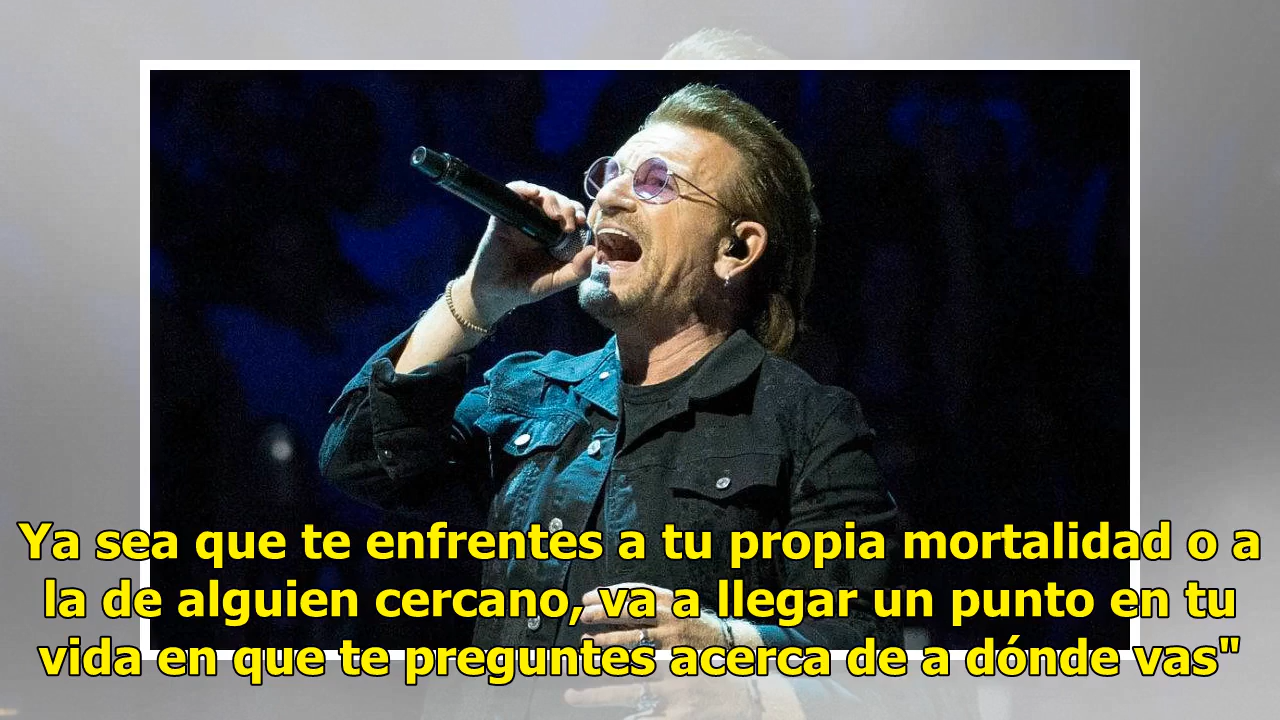 Ya sea que te enfrentes a tu propia mortalidad o a
la de alguien cercano, va a llegar un punto en tu
vida en que te preguntes acerca de a dónde vas"